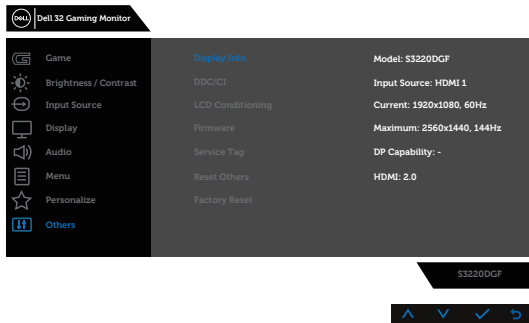 DELL Dell 32 Gaming Monitor
Game
Brightness / Contrast
Input Source
Display
Audio
Menu
Personalize
Others
Display Info
DDC/CI
LCD Conditioning
Firmware
Service Tag
Reset Others
Factory Reset
Model: S3220DGF
Input Source: HDMI 1
Current: 1920x1080, 60Hz
Maximum: 2560x1440, 144Hz
DP Capability: -
HDMI: 2.0
S3220DGF